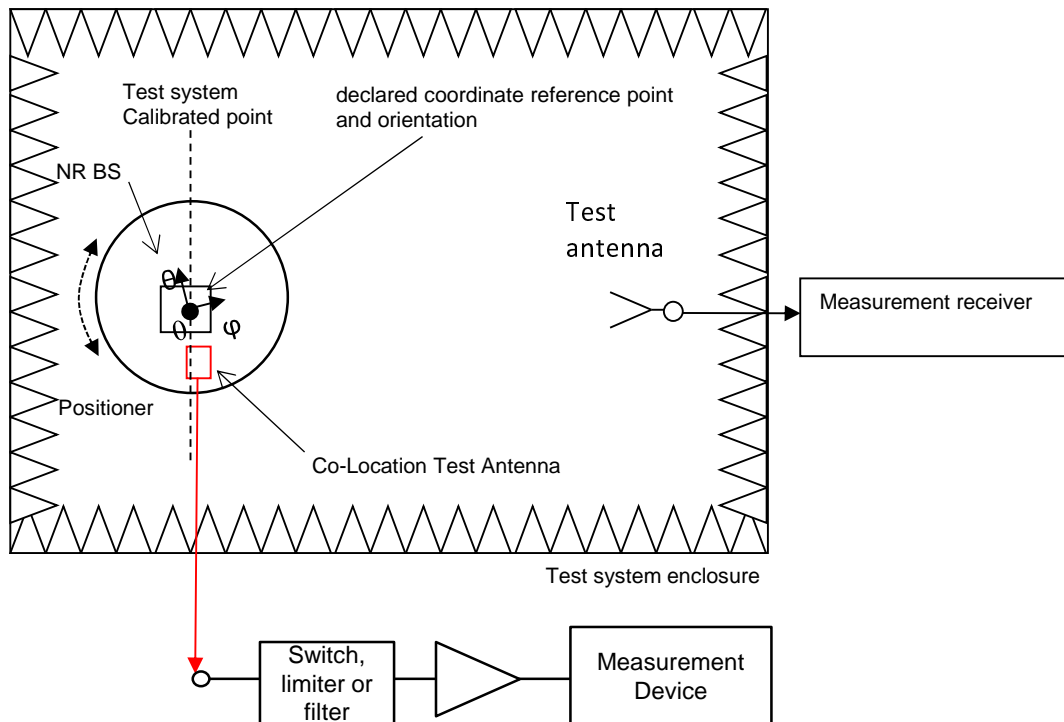 Test system
Calibrated point
declared coordinate reference point
and orientation
NR BS
Test
antenna
θ
θ
φ
Measurement receiver
Positioner
Co-Location Test Antenna
Test system enclosure
Switch,
limiter or
filter
Measurement
Device